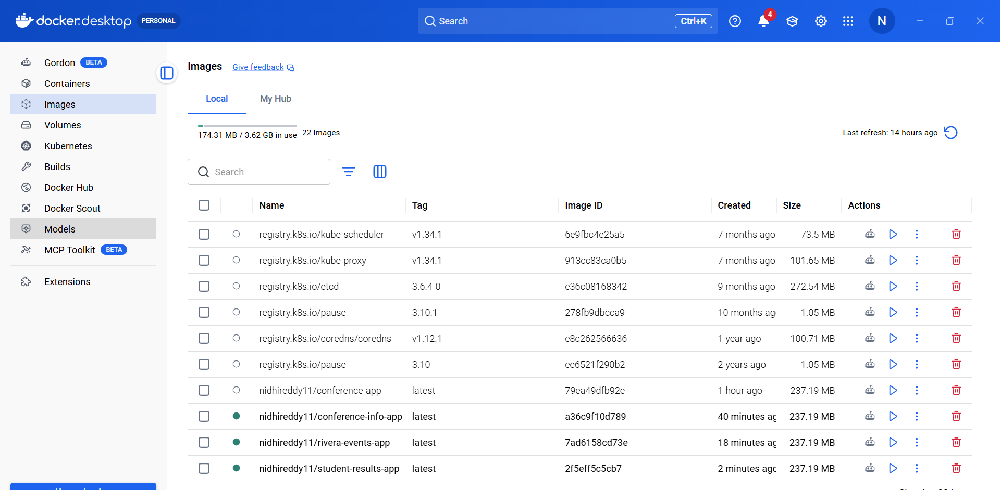 docker.desktop PERSONAL Search Ctrl+K 4 N
Gordon BETA
Containers
Images
Volumes
Kubernetes
Builds
Docker Hub
Docker Scout
Models
MCP Toolkit BETA
Extensions
Images Give feedback
Local My Hub
174.31 MB / 3.62 GB in use 22 images Last refresh: 14 hours ago
Search
Name Tag Image ID Created Size Actions
registry.k8s.io/kube-scheduler v1.34.1 6e9fbc4e25a5 7 months ago 73.5 MB
registry.k8s.io/kube-proxy v1.34.1 913cc83ca0b5 7 months ago 101.65 MB
registry.k8s.io/etcd 3.6.4-0 e36c08168342 9 months ago 272.54 MB
registry.k8s.io/pause 3.10.1 278fb9dbcca9 10 months ag 1.05 MB
registry.k8s.io/coredns/coredns v1.12.1 e8c262566636 1 year ago 100.71 MB
registry.k8s.io/pause 3.10 ee6521f290b2 2 years ago 1.05 MB
nidhireddy11/conference-app latest 79ea49dfb92e 1 hour ago 237.19 MB
nidhireddy11/conference-info-app latest a36c9f10d789 40 minutes ag 237.19 MB
nidhireddy11/rivera-events-app latest 7ad6158cd73e 18 minutes ag 237.19 MB
nidhireddy11/student-results-app latest 2f5eff5c5cb7 2 minutes ago 237.19 MB